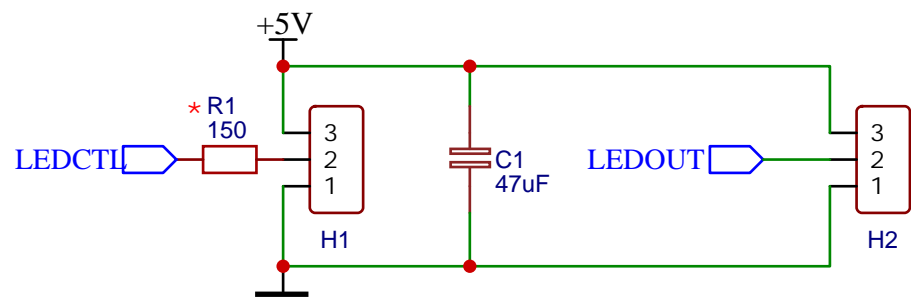 +5V
* R1
150
LEDCTL
3
2
1
H1
C1
47uF
LEDOUT
3
2
1
H2